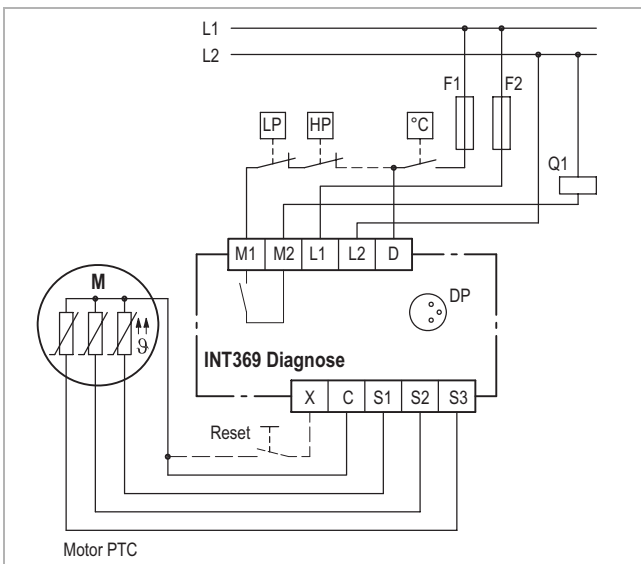 L1
L2
F1 F2
LP HP °C
Q1
M1 M2 L1 L2 D
M
DP
ϑ
INT369 Diagnose
X C S1 S2 S3
Reset
Motor PTC